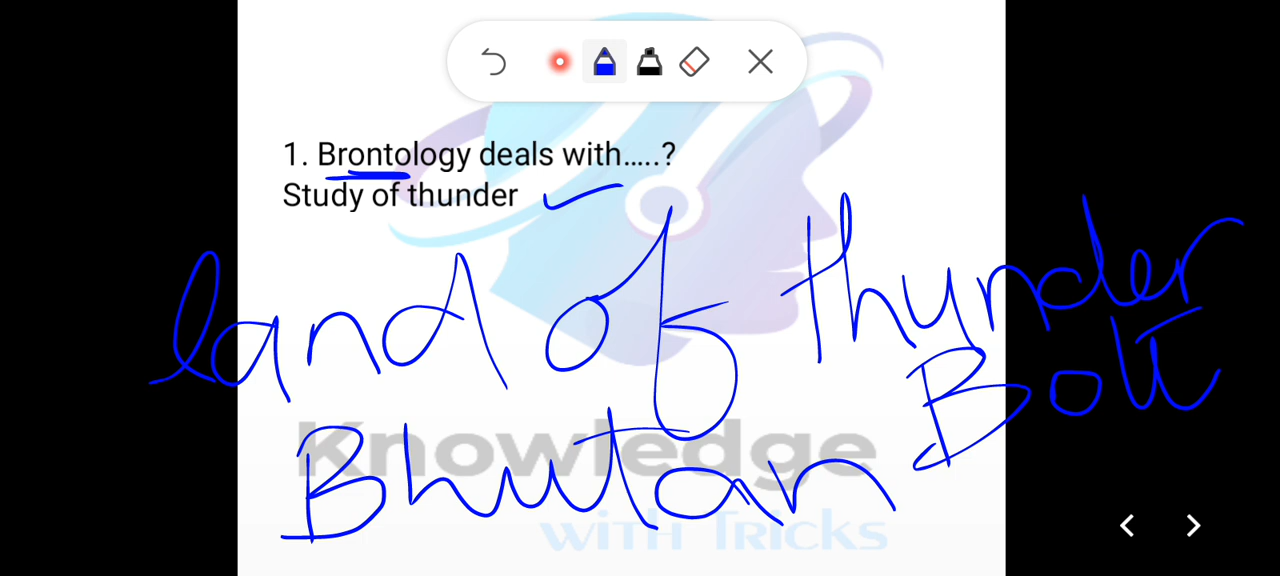 1. Brontology deals with.....?
Study of thunder
land of thunder
Bolt
Bhutan
Knowledge
with Tricks